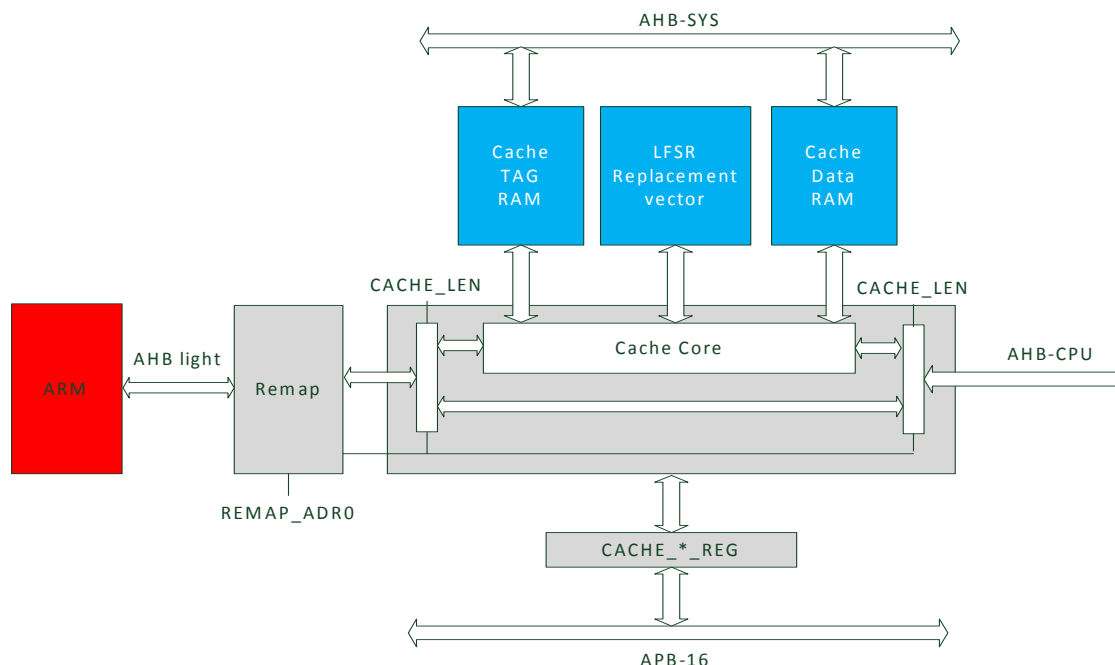 AHB-SYS
Cache
TAG
RAM
LFSR
Replacement
vector
Cache
Data
RAM
CACHE_LEN
CACHE_LEN
ARM
AHB light
Remap
Cache Core
AHB-CPU
REMAP_ADR0
CACHE_*_REG
APB-16